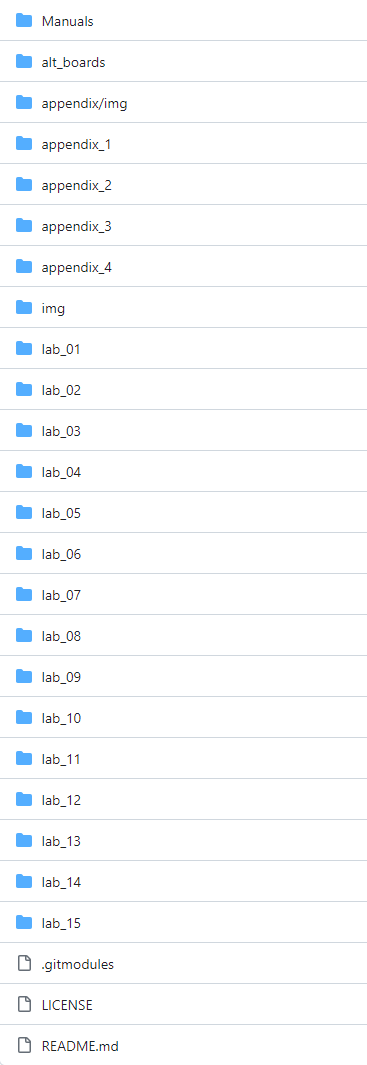 Manuals
alt_boards
appendix/img
appendix_1
appendix_2
appendix_3
appendix_4
img
lab_01
lab_02
lab_03
lab_04
lab_05
lab_06
lab_07
lab_08
lab_09
lab_10
lab_11
lab_12
lab_13
lab_14
lab_15
.gitmodules
LICENSE
README.md